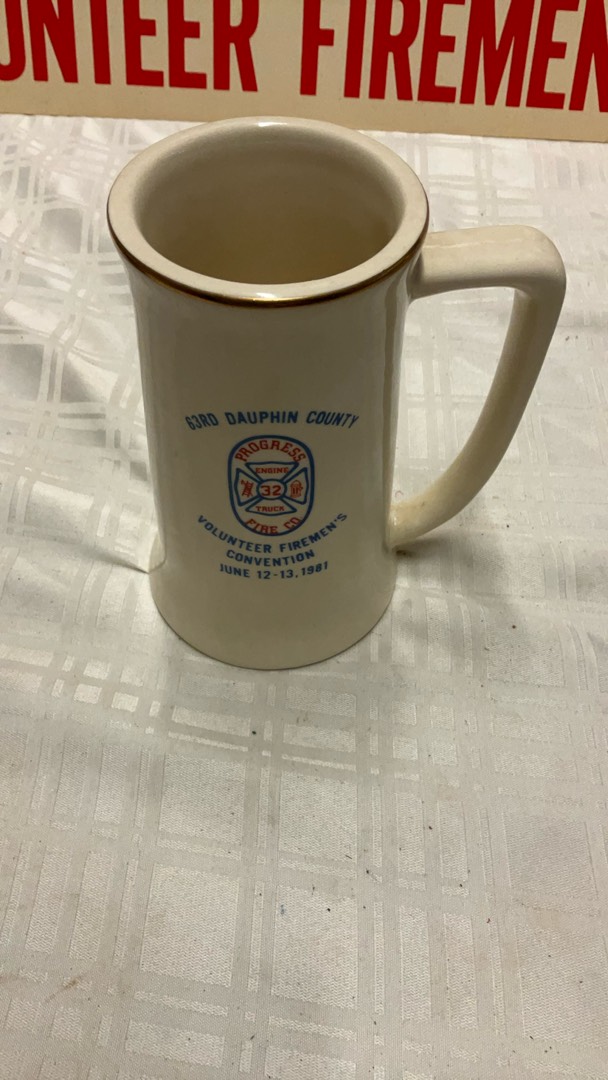 UNTEER FIREMEN
63RD DAUPHIN COUNTY
PROGRESS
ENGINE
32
TRUCK
FIRE CO
VOLUNTEER FIREMEN'S
CONVENTION
JUNE 12-13, 1981